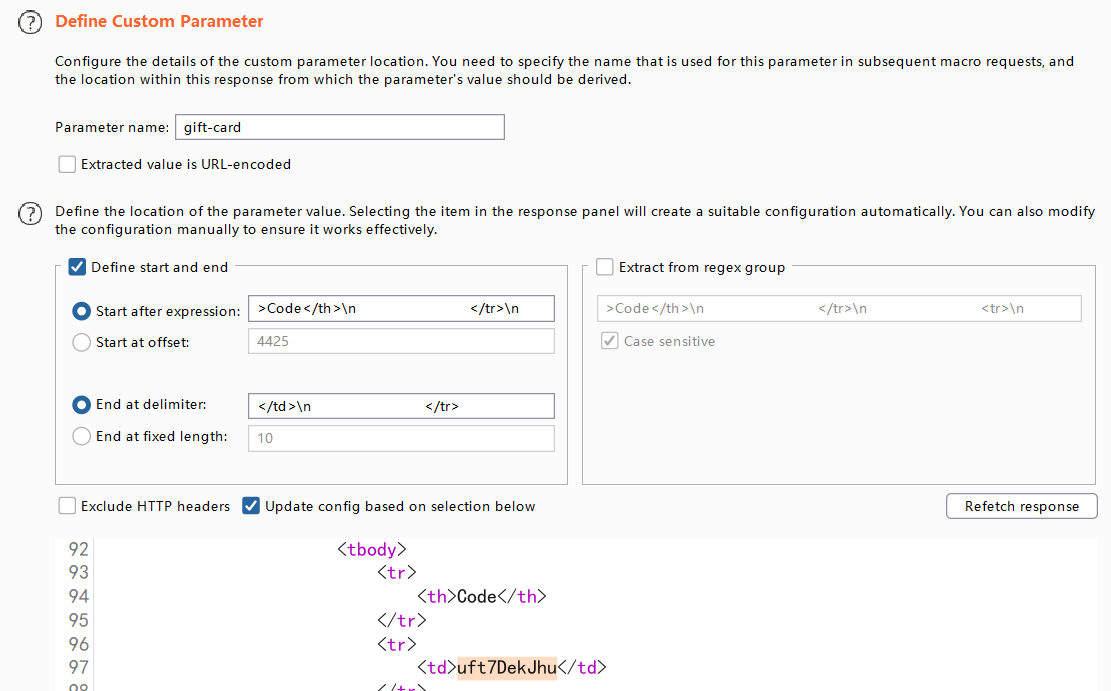 Define Custom Parameter
Configure the details of the custom parameter location. You need to specify the name that is used for this parameter in subsequent macro requests, and
the location within this response from which the parameter's value should be derived.
Parameter name: gift-card
Extracted value is URL-encoded
Define the location of the parameter value. Selecting the item in the response panel will create a suitable configuration automatically. You can also modify
the configuration manually to ensure it works effectively.
Define start and end
Start after expression: >Code</th>\n </tr>\n
Start at offset: 4425
End at delimiter: </td>\n </tr>
End at fixed length: 10
Extract from regex group
>Code</th>\n </tr>\n <tr>\n
Case sensitive
Exclude HTTP headers Update config based on selection below Refetch response
92 <tbody>
93 <tr>
94 <th>Code</th>
95 </tr>
96 <tr>
97 <td>uft7DekJhu</td>
98 </tr>